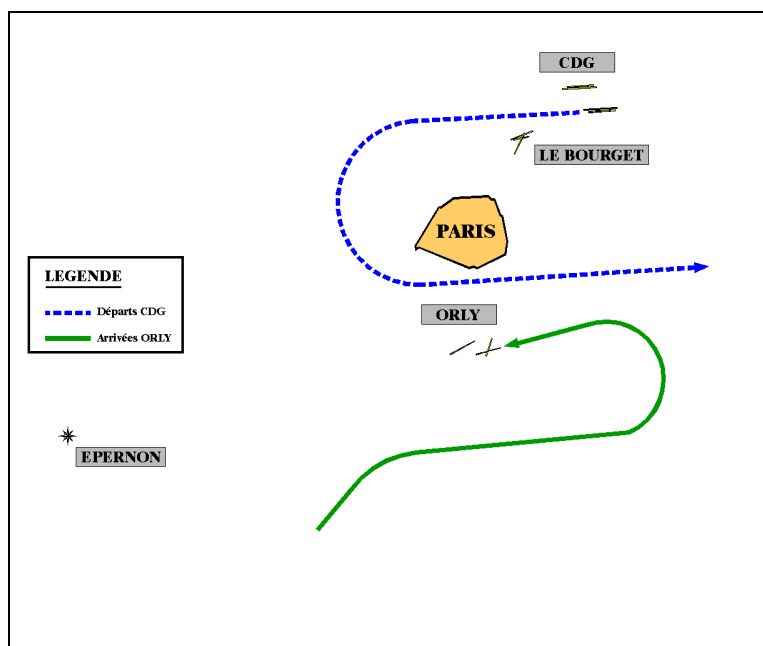 CDG
LE BOURGET
PARIS
LEGENDE
Départs CDG
Arrivées ORLY
ORLY
EPERNON